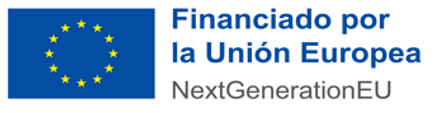 Financiado por
la Unión Europea
NextGenerationEU